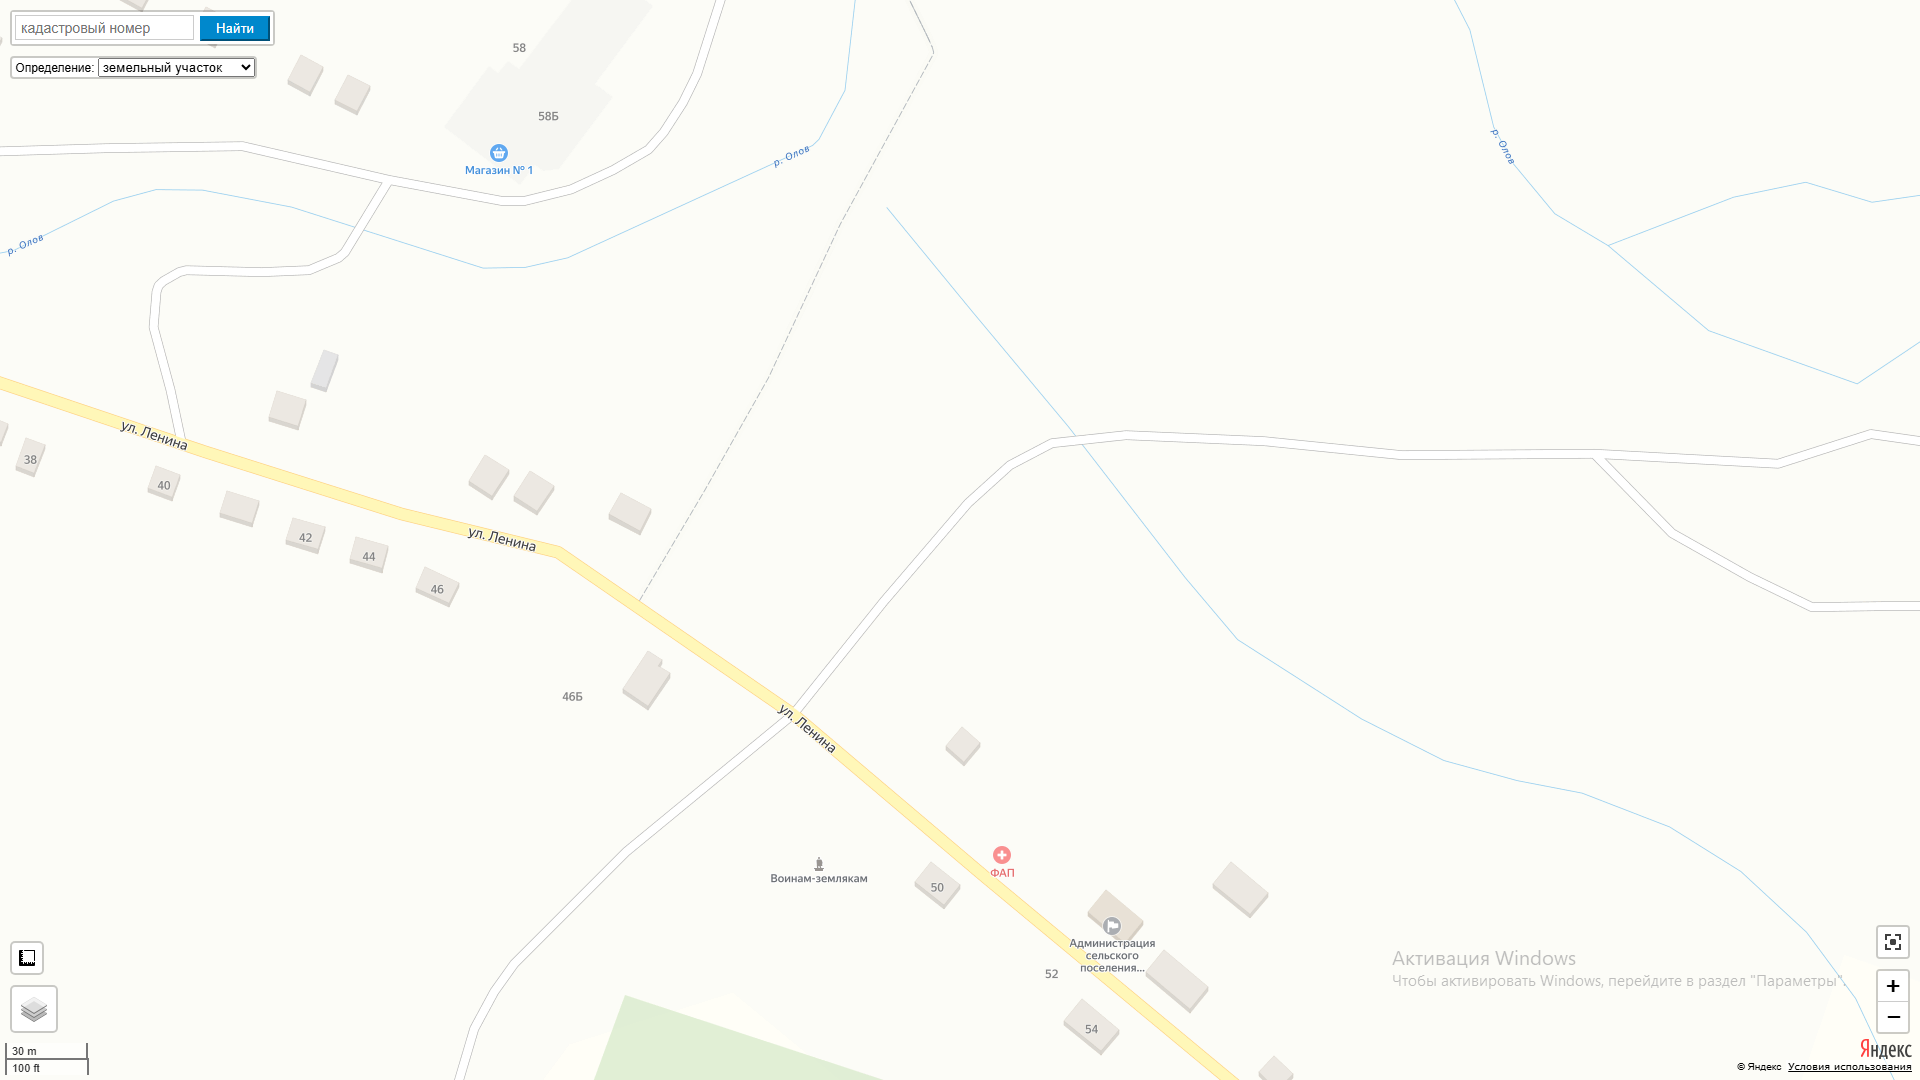 кадастровый номер
Найти
Определение:
земельный участок
58
58Б
Магазин № 1
р. Олов
р. Олов
р. Олов
ул. Ленина
38
40
42
44
46
ул. Ленина
46Б
ул. Ленина
Воинам-землякам
50
ФАП
Администрация
сельского
поселения...
52
54
Активация Windows
Чтобы активировать Windows, перейдите в раздел "Параметры".
+
−
30 m
100 ft
Яндекс
© Яндекс Условия использования